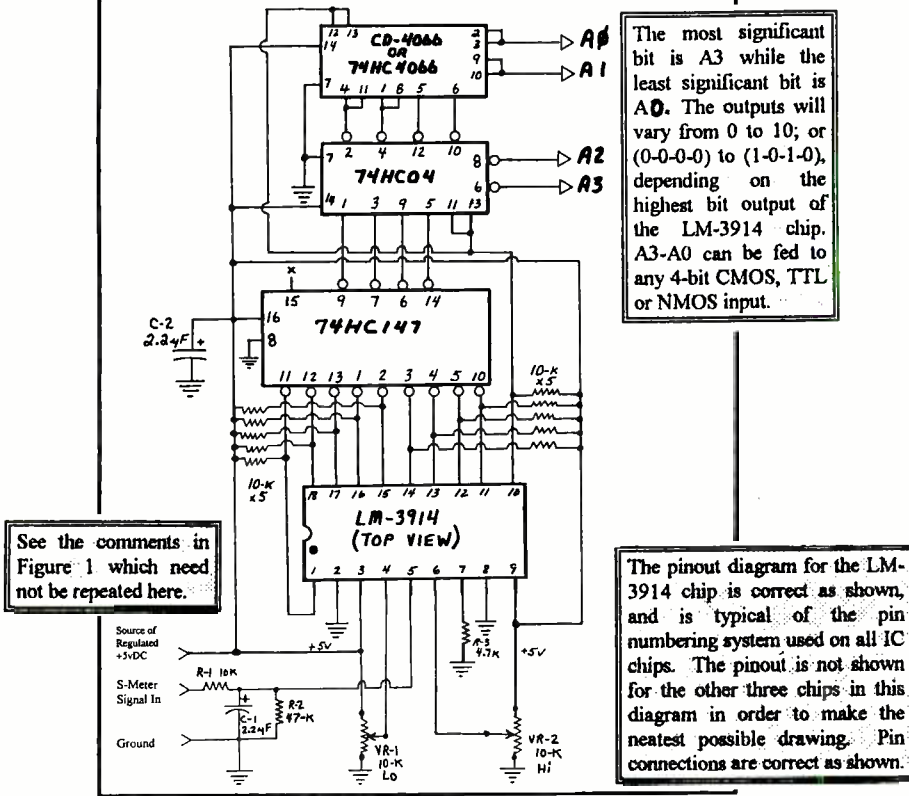 12 13
14
CD-4066
OR
74HC4066
2
3
9
10
A0
A1
7 4 11 1 8 5 6
2 4 12 10
7
74HC04
8
6
A2
A3
14 1 3 9 5 11 13
x
15 9 7 6 14
16
8
74HC147
C-2
2.2uF +
11 12 13 1 2 3 4 5 10
10-K
x5
10-K
x5
18 17 16 15 14 13 12 11 10
LM-3914
(TOP VIEW)
1 2 3 4 5 6 7 8 9
R-3
4.7K
+5V
+5V
Source of
Regulated
+5vDC
R-1 10K
S-Meter
Signal In
+
C-1
2.2uF
R-2
47-K
Ground
VR-1
10-K
Lo
VR-2
10-K
Hi
The most significant
bit is A3 while the
least significant bit is
A0. The outputs will
vary from 0 to 10; or
(0-0-0-0) to (1-0-1-0),
depending on the
highest bit output of
the LM-3914 chip.
A3-A0 can be fed to
any 4-bit CMOS, TTL
or NMOS input.
See the comments in
Figure 1 which need
not be repeated here.
The pinout diagram for the LM-
3914 chip is correct as shown,
and is typical of the pin
numbering system used on all IC
chips. The pinout is not shown
for the other three chips in this
diagram in order to make the
neatest possible drawing. Pin
connections are correct as shown.